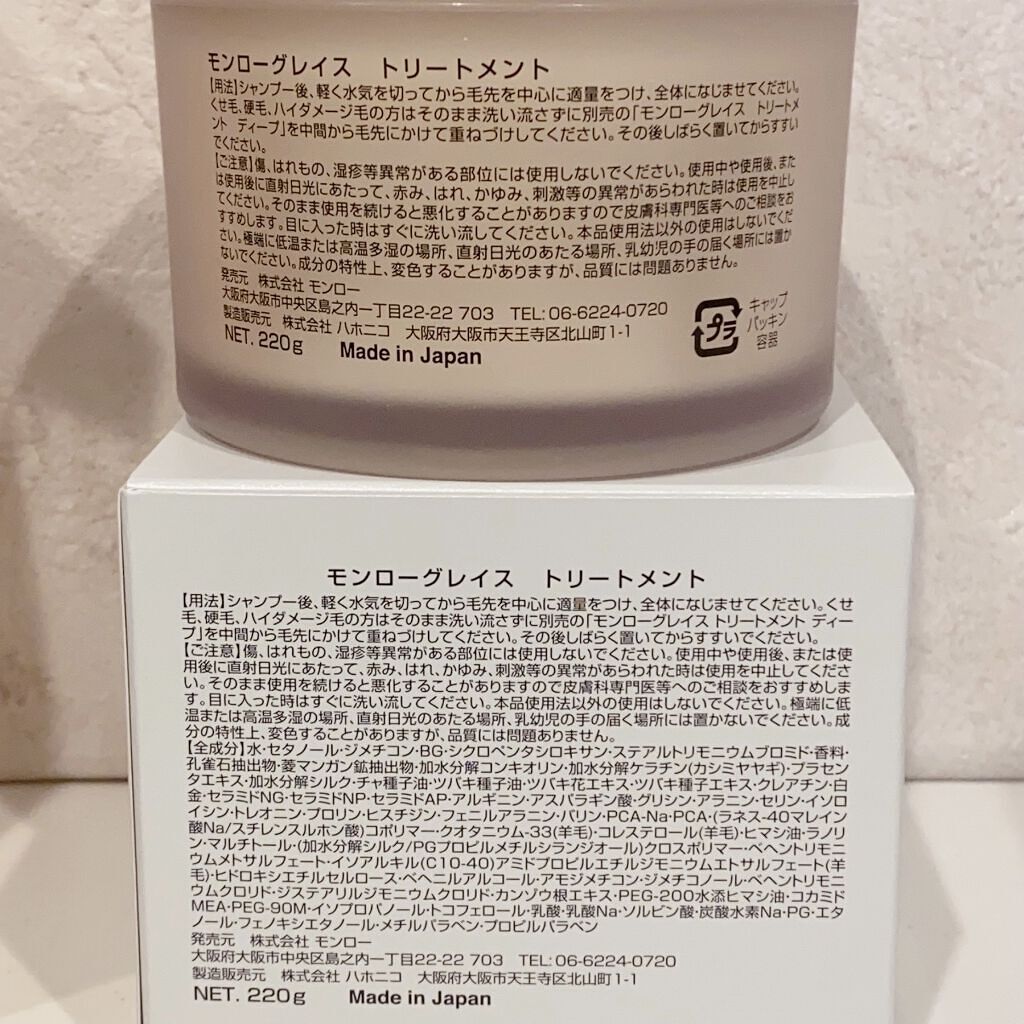 モンローグレイス　トリートメント
【用法】シャンプー後、軽く水気を切ってから毛先を中心に適量をつけ、全体になじませてください。
くせ毛、硬毛、ハイダメージ毛の方はそのまま洗い流さずに別売の「モンローグレイス　トリートメ
ント　ディープ」を中間から毛先にかけて重ねづけしてください。その後しばらく置いてからすすい
でください。
【ご注意】傷、はれもの、湿疹等異常がある部位には使用しないでください。使用中や使用後、また
は使用後に直射日光にあたって、赤み、はれ、かゆみ、刺激等の異常があらわれた時は使用を中止し
てください。そのまま使用を続けると悪化することがありますので皮膚科専門医等へのご相談をお
すすめします。目に入った時はすぐに洗い流してください。本品使用法以外の使用はしないでくだ
さい。極端に低温または高温多湿の場所、直射日光のあたる場所、乳幼児の手の届く場所には置か
ないでください。成分の特性上、変色することがありますが、品質には問題ありません。
発売元　株式会社 モンロー
大阪府大阪市中央区島之内一丁目22-22 703　TEL: 06-6224-0720
製造販売元　株式会社 ハホニコ　大阪府大阪市天王寺区北山町1-1
NET. 220g　Made in Japan
プラ
キャップ
パッキン
容器
モンローグレイス　トリートメント
【用法】シャンプー後、軽く水気を切ってから毛先を中心に適量をつけ、全体になじませてください。くせ
毛、硬毛、ハイダメージ毛の方はそのまま洗い流さずに別売の「モンローグレイス トリートメント ディー
プ」を中間から毛先にかけて重ねづけしてください。その後しばらく置いてからすすいでください。
【ご注意】傷、はれもの、湿疹等異常がある部位には使用しないでください。使用中や使用後、または使
用後に直射日光にあたって、赤み、はれ、かゆみ、刺激等の異常があらわれた時は使用を中止してくださ
い。そのまま使用を続けると悪化することがありますので皮膚科専門医等へのご相談をおすすめしま
す。目に入った時はすぐに洗い流してください。本品使用法以外の使用はしないでください。極端に低
温または高温多湿の場所、直射日光のあたる場所、乳幼児の手の届く場所には置かないでください。成
分の特性上、変色することがありますが、品質には問題ありません。
【全成分】水・セタノール・ジメチコン・BG・シクロペンタシロキサン・ステアルトリモニウムブロミド・香料・
孔雀石抽出物・菱マンガン鉱抽出物・加水分解コンキオリン・加水分解ケラチン(カシミヤヤギ)・プラセン
タエキス・加水分解シルク・チャ種子油・ツバキ種子油・ツバキ花エキス・ツバキ種子エキス・クレアチン・白
金・セラミドNG・セラミドNP・セラミドAP・アルギニン・アスパラギン酸・グリシン・アラニン・セリン・イソロ
イシン・トレオニン・プロリン・ヒスチジン・フェニルアラニン・バリン・PCA-Na・PCA・(ラネス-40マレイン
酸Na/スチレンスルホン酸)コポリマー・クオタニウム-33(羊毛)・コレステロール(羊毛)・ヒマシ油・ラノリ
ン・マルチトール・(加水分解シルク/PGプロピルメチルシランジオール)クロスポリマー・ベヘントリモニ
ウムメトサルフェート・イソアルキル(C10-40)アミドプロピルエチルジモニウムエトサルフェート(羊
毛)・ヒドロキシエチルセルロース・ベヘニルアルコール・アモジメチコン・ジメチコノール・ベヘントリモニ
ウムクロリド・ジステアリルジモニウムクロリド・カンゾウ根エキス・PEG-200水添ヒマシ油・コカミド
MEA・PEG-90M・イソプロパノール・トコフェロール・乳酸・乳酸Na・ソルビン酸・炭酸水素Na・PG・エタ
ノール・フェノキシエタノール・メチルパラベン・プロピルパラベン
発売元　株式会社 モンロー
大阪府大阪市中央区島之内一丁目22-22 703　TEL: 06-6224-0720
製造販売元　株式会社 ハホニコ　大阪府大阪市天王寺区北山町1-1
NET. 220g　Made in Japan